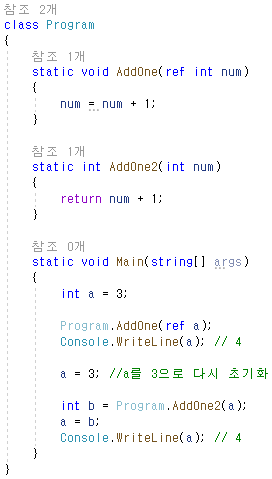 참조 2개
class Program
{
참조 1개
static void AddOne(ref int num)
{
num = num + 1;
}
참조 1개
static int AddOne2(int num)
{
return num + 1;
}
참조 0개
static void Main(string[] args)
{
int a = 3;
Program.AddOne(ref a);
Console.WriteLine(a); // 4
a = 3; //a를 3으로 다시 초기화
int b = Program.AddOne2(a);
a = b;
Console.WriteLine(a); // 4
}
}